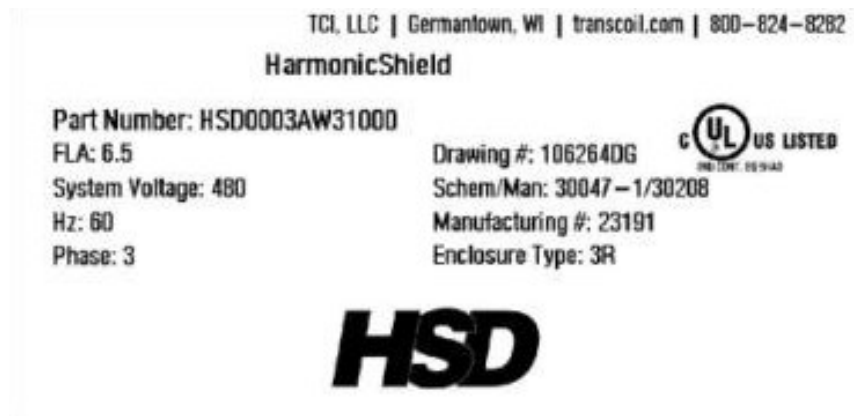 TCI, LLC | Germantown, WI | transcoil.com | 800-824-8282
HarmonicShield
Part Number: HSD0003AW31000
FLA: 6.5
System Voltage: 480
Hz: 60
Phase: 3
Drawing #: 106264DG
Schem/Man: 30047-1/30208
Manufacturing #: 23191
Enclosure Type: 3R
C UL US LISTED
HSD